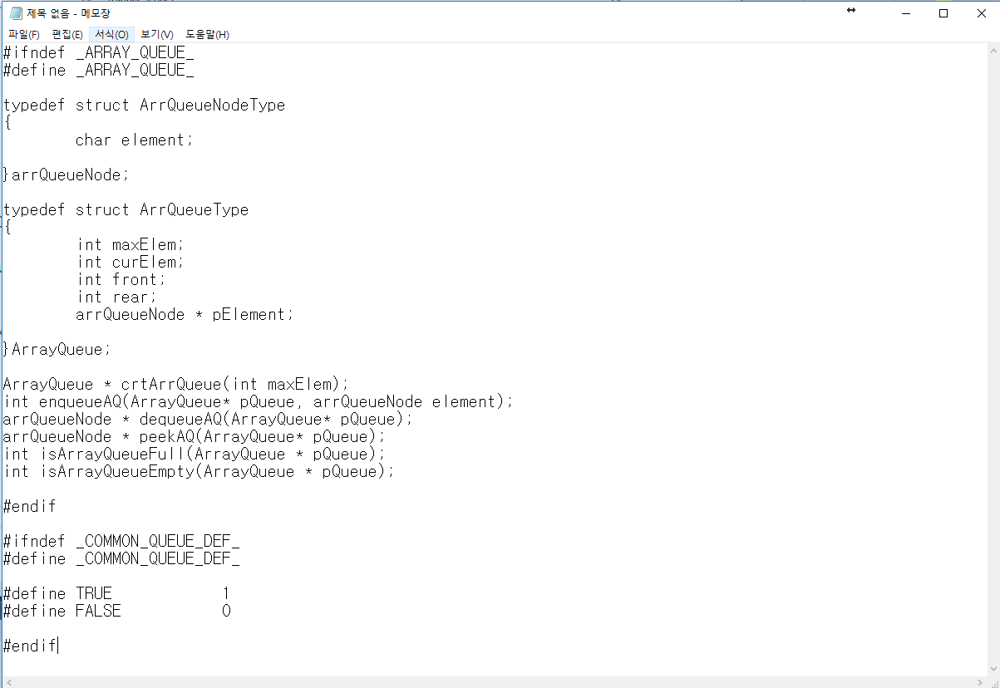 제목 없음 - 메모장
파일(F) 편집(E) 서식(O) 보기(V) 도움말(H)
#ifndef _ARRAY_QUEUE_
#define _ARRAY_QUEUE_
typedef struct ArrQueueNodeType
{
char element;
}arrQueueNode;
typedef struct ArrQueueType
{
int maxElem;
int curElem;
int front;
int rear;
arrQueueNode * pElement;
}ArrayQueue;
ArrayQueue * crtArrQueue(int maxElem);
int enqueueAQ(ArrayQueue* pQueue, arrQueueNode element);
arrQueueNode * dequeueAQ(ArrayQueue* pQueue);
arrQueueNode * peekAQ(ArrayQueue* pQueue);
int isArrayQueueFull(ArrayQueue * pQueue);
int isArrayQueueEmpty(ArrayQueue * pQueue);
#endif
#ifndef _COMMON_QUEUE_DEF_
#define _COMMON_QUEUE_DEF_
#define TRUE 1
#define FALSE 0
#endif